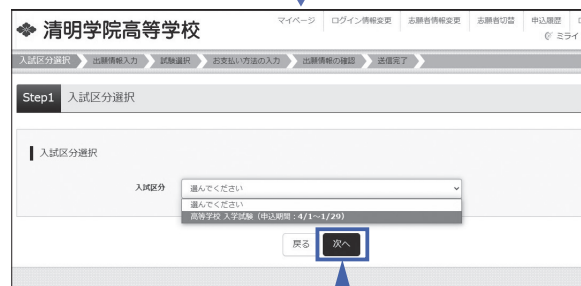 清明学院高等学校
マイページ ログイン情報変更 志願者情報変更 志願者切替 申込履歴
ミライ
入試区分選択 出願情報入力 試験選択 お支払い方法の入力 出願情報の確認 送信完了
Step1 入試区分選択
入試区分選択
入試区分 選んでください
選んでください
高等学校 入学試験（申込期間：4/1～1/29）
戻る 次へ